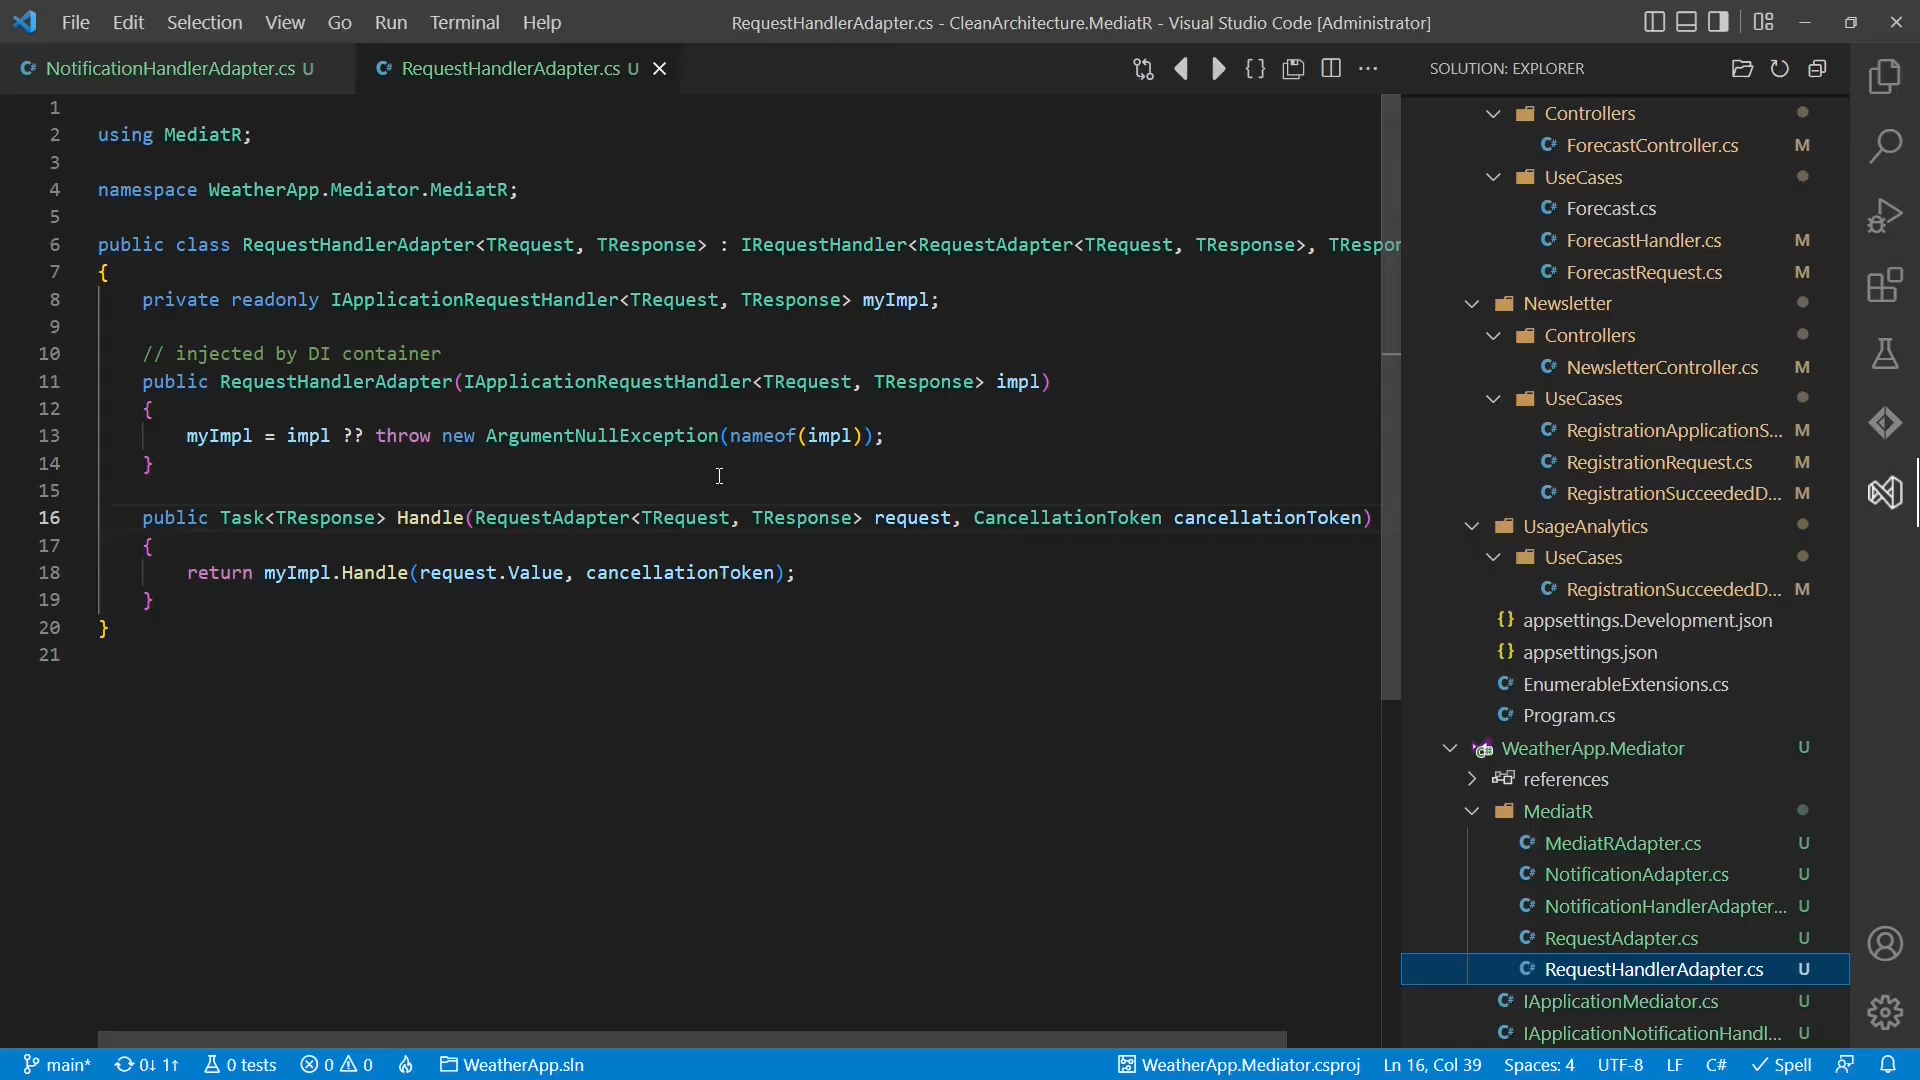 File Edit Selection View Go Run Terminal Help
RequestHandlerAdapter.cs - CleanArchitecture.MediatR - Visual Studio Code [Administrator]
NotificationHandlerAdapter.cs U
RequestHandlerAdapter.cs U
SOLUTION: EXPLORER
1
2 using MediatR;
3
4 namespace WeatherApp.Mediator.MediatR;
5
6 public class RequestHandlerAdapter<TRequest, TResponse> : IRequestHandler<RequestAdapter<TRequest, TResponse>, TRespon
7 {
8 private readonly IApplicationRequestHandler<TRequest, TResponse> myImpl;
9
10 // injected by DI container
11 public RequestHandlerAdapter(IApplicationRequestHandler<TRequest, TResponse> impl)
12 {
13 myImpl = impl ?? throw new ArgumentNullException(nameof(impl));
14 }
15
16 public Task<TResponse> Handle(RequestAdapter<TRequest, TResponse> request, CancellationToken cancellationToken)
17 {
18 return myImpl.Handle(request.Value, cancellationToken);
19 }
20 }
21
Controllers
ForecastController.cs M
UseCases
Forecast.cs
ForecastHandler.cs M
ForecastRequest.cs M
Newsletter
Controllers
NewsletterController.cs M
UseCases
RegistrationApplicationS... M
RegistrationRequest.cs M
RegistrationSucceededD... M
UsageAnalytics
UseCases
RegistrationSucceededD... M
{} appsettings.Development.json
{} appsettings.json
EnumerableExtensions.cs
Program.cs
WeatherApp.Mediator U
references
MediatR
MediatRAdapter.cs U
NotificationAdapter.cs U
NotificationHandlerAdapter... U
RequestAdapter.cs U
RequestHandlerAdapter.cs U
IApplicationMediator.cs U
IApplicationNotificationHandl... U
main* 0↓ 1↑ 0 tests 0 0 WeatherApp.sln WeatherApp.Mediator.csproj Ln 16, Col 39 Spaces: 4 UTF-8 LF C# Spell